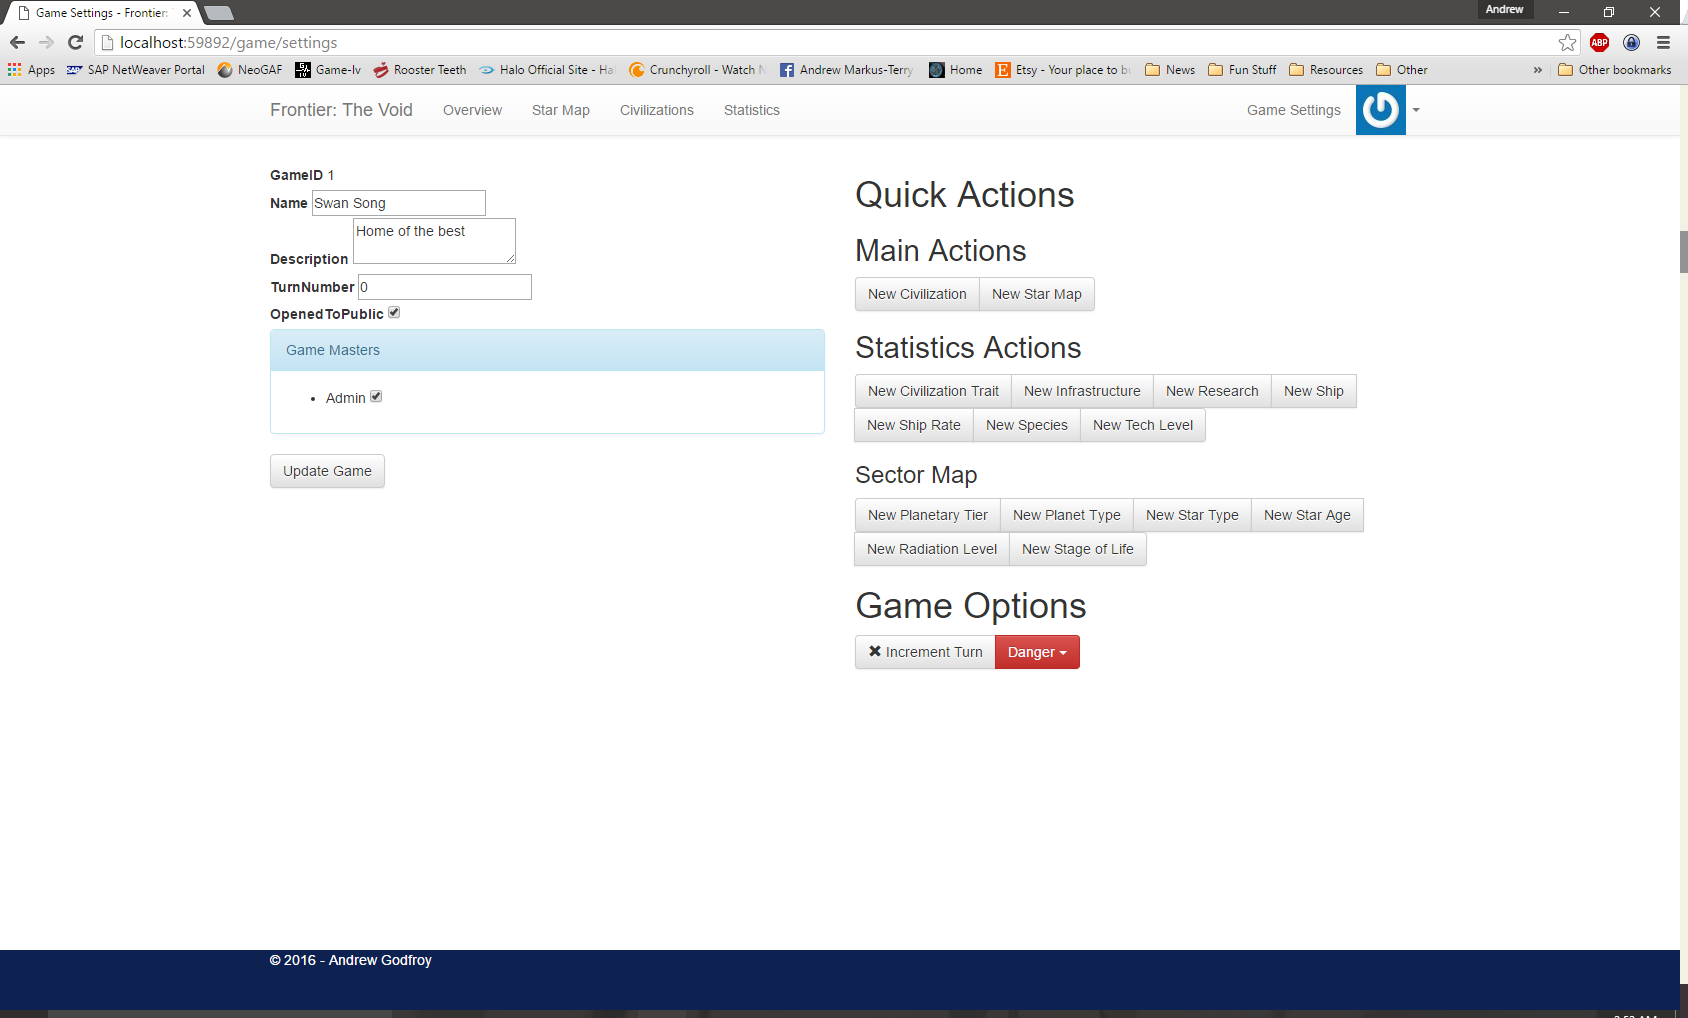 Game Settings - Frontier:
Andrew
localhost:59892/game/settings
ABP
Apps SAP NetWeaver Portal NeoGAF Game-lv Rooster Teeth Halo Official Site - Ha Crunchyroll - Watch Andrew Markus-Terry Home Etsy - Your place to bu News Fun Stuff Resources Other » Other bookmarks
Frontier: The Void Overview Star Map Civilizations Statistics Game Settings
GameID 1
Name Swan Song
Home of the best
Description
TurnNumber 0
OpenedToPublic
Game Masters
Admin
Update Game
Quick Actions
Main Actions
New Civilization New Star Map
Statistics Actions
New Civilization Trait New Infrastructure New Research New Ship
New Ship Rate New Species New Tech Level
Sector Map
New Planetary Tier New Planet Type New Star Type New Star Age
New Radiation Level New Stage of Life
Game Options
Increment Turn Danger
© 2016 - Andrew Godfroy